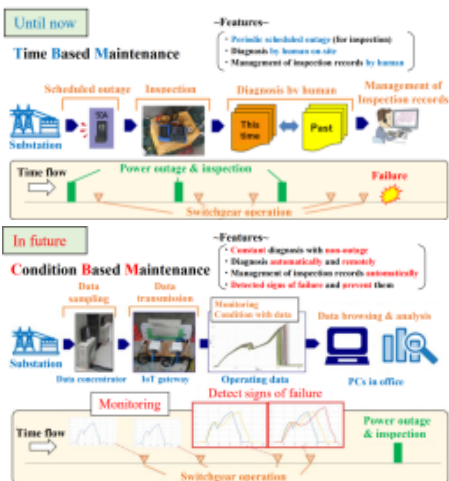 Until now
~Features~
・Periodic scheduled outage (for inspection)
・Diagnosis by human on-site
・Management of inspection records by human
Time Based Maintenance
Scheduled outage
Inspection
Diagnosis by human
Management of
Inspection records
50A
This
time
Past
Substation
Time flow
Power outage & inspection
Failure
Switchgear operation
In future
~Features~
・Constant diagnosis with non-outage
・Diagnosis automatically and remotely
・Management of inspection records automatically
・Detected signs of failure and prevent them
Condition Based Maintenance
Data
sampling
Data
transmission
Monitoring
Condition with data
Data browsing & analysis
Substation
Data concentrator
IoT gateway
Operating data
PCs in office
Monitoring
Detect signs of failure
Time flow
Power outage
& inspection
Switchgear operation